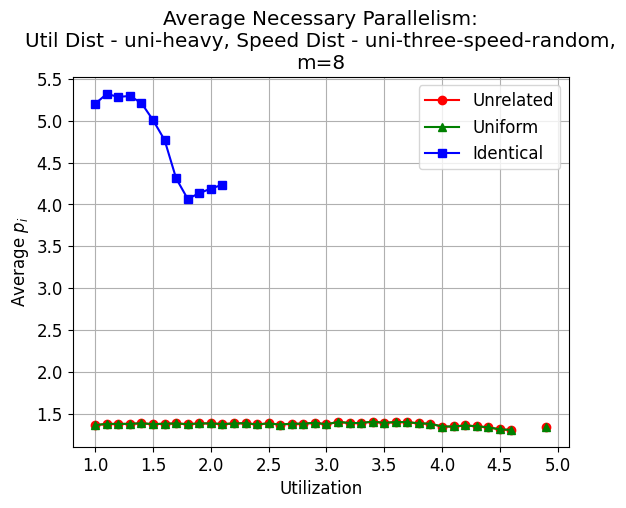 Average Necessary Parallelism:
Util Dist - uni-heavy, Speed Dist - uni-three-speed-random,
m=8
Unrelated
Uniform
Identical
5.5
5.0
4.5
4.0
3.5
3.0
2.5
2.0
1.5
Average p_i
1.0 1.5 2.0 2.5 3.0 3.5 4.0 4.5 5.0
Utilization